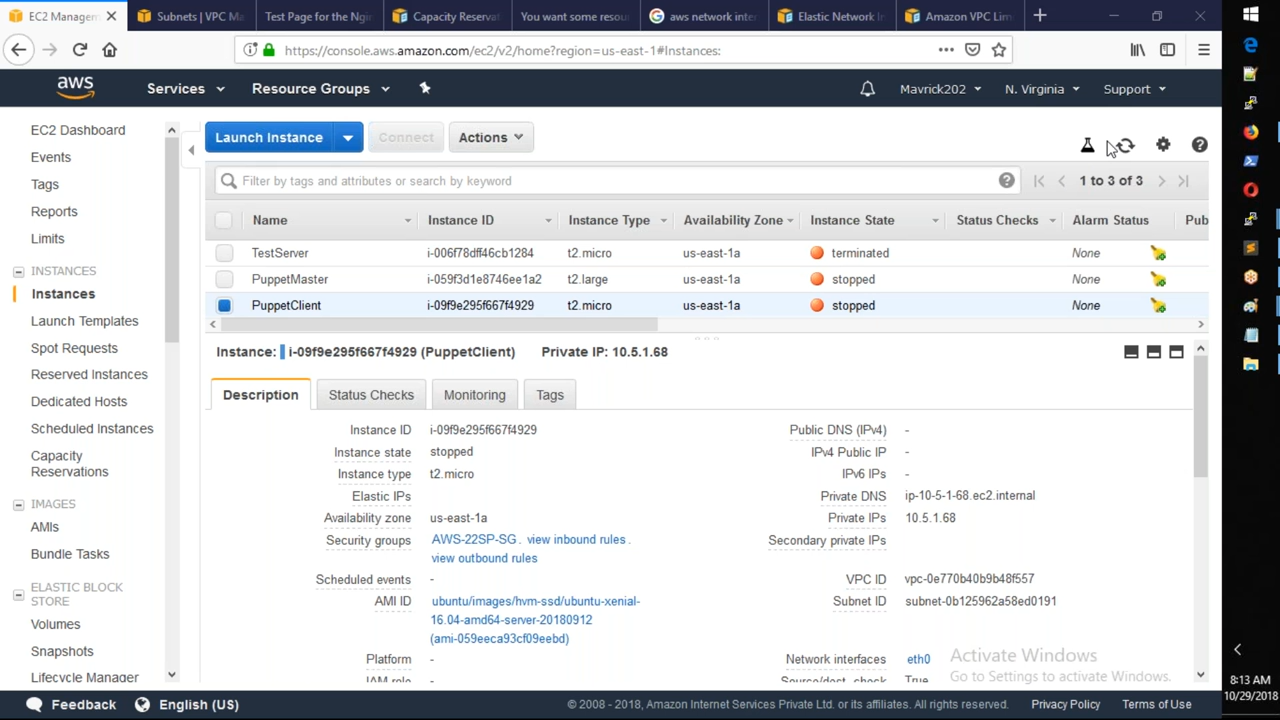 EC2 Managem
Subnets | VPC Ma
Test Page for the Ngi
Capacity Reservat
You want some resou
aws network inter
Elastic Network In
Amazon VPC Lim
https://console.aws.amazon.com/ec2/v2/home?region=us-east-1#Instances:
aws
Services
Resource Groups
Mavrick202
N. Virginia
Support
EC2 Dashboard
Events
Tags
Reports
Limits
INSTANCES
Instances
Launch Templates
Spot Requests
Reserved Instances
Dedicated Hosts
Scheduled Instances
Capacity
Reservations
IMAGES
AMIs
Bundle Tasks
ELASTIC BLOCK
STORE
Volumes
Snapshots
Lifecycle Manager
Launch Instance
Connect
Actions
Filter by tags and attributes or search by keyword
1 to 3 of 3
Name Instance ID Instance Type Availability Zone Instance State Status Checks Alarm Status Pub
TestServer i-006f78dff46cb1284 t2.micro us-east-1a terminated None
PuppetMaster i-059f3d1e8746ee1a2 t2.large us-east-1a stopped None
PuppetClient i-09f9e295f667f4929 t2.micro us-east-1a stopped None
Instance: i-09f9e295f667f4929 (PuppetClient) Private IP: 10.5.1.68
Description
Status Checks
Monitoring
Tags
Instance ID i-09f9e295f667f4929
Instance state stopped
Instance type t2.micro
Elastic IPs
Availability zone us-east-1a
Security groups AWS-22SP-SG . view inbound rules .
view outbound rules
Scheduled events -
AMI ID ubuntu/images/hvm-ssd/ubuntu-xenial-
16.04-amd64-server-20180912
(ami-059eeca93cf09eebd)
Platform -
IAM role -
Public DNS (IPv4) -
IPv4 Public IP -
IPv6 IPs -
Private DNS ip-10-5-1-68.ec2.internal
Private IPs 10.5.1.68
Secondary private IPs
VPC ID vpc-0e770b40b9b48f557
Subnet ID subnet-0b125962a58ed0191
Network interfaces eth0
Source/dest. check True
Activate Windows
Go to Settings to activate Windows.
Feedback
English (US)
© 2008 - 2018, Amazon Internet Services Private Ltd. or its affiliates. All rights reserved.
Privacy Policy
Terms of Use
8:13 AM
10/29/2018